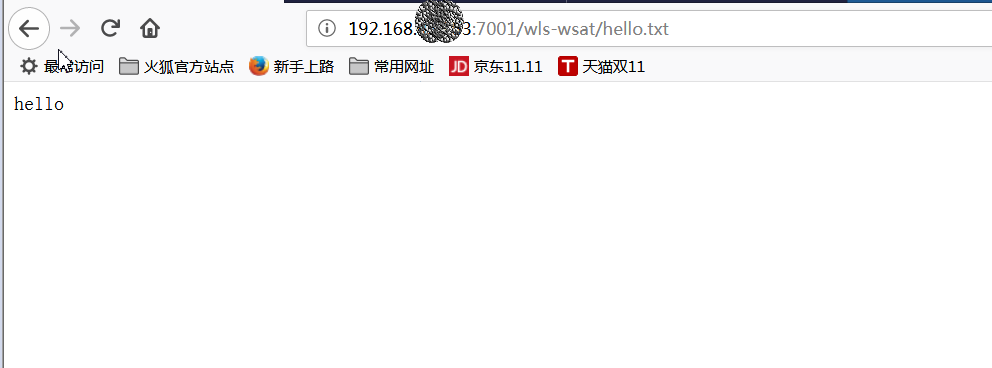 192.168. 3:7001/wls-wsat/hello.txt
访问 火狐官方站点 新手上路 常用网址 JD 京东11.11 T 天猫双11
hello